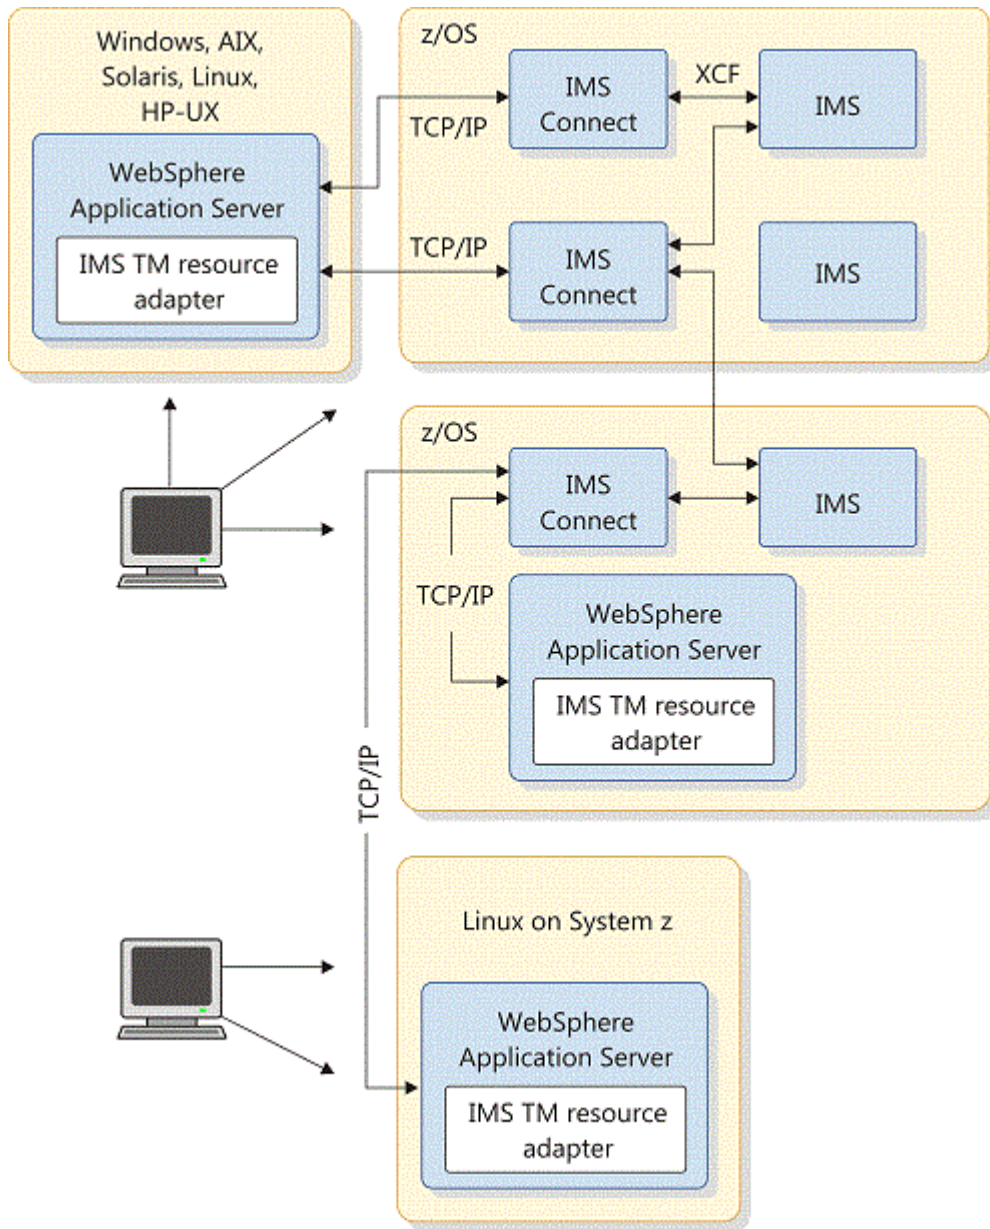 Windows, AIX,
Solaris, Linux,
HP-UX
WebSphere
Application Server
IMS TM resource
adapter
z/OS
TCP/IP
IMS
Connect
XCF
IMS
TCP/IP
IMS
Connect
IMS
z/OS
IMS
Connect
IMS
TCP/IP
WebSphere
Application Server
IMS TM resource
adapter
TCP/IP
Linux on System z
WebSphere
Application Server
IMS TM resource
adapter